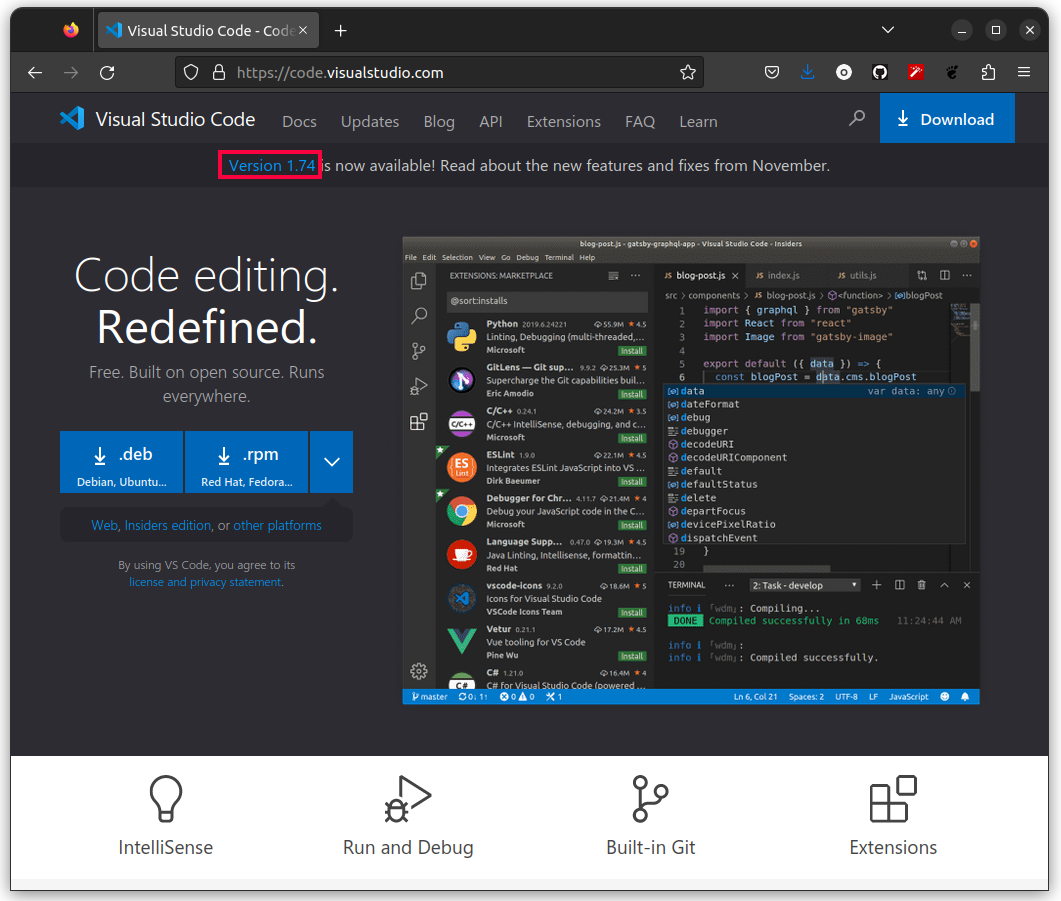 Visual Studio Code - Code
https://code.visualstudio.com
Visual Studio Code Docs Updates Blog API Extensions FAQ Learn Download
Version 1.74 is now available! Read about the new features and fixes from November.
Code editing.
Redefined.
Free. Built on open source. Runs
everywhere.
.deb
Debian, Ubuntu...
.rpm
Red Hat, Fedora...
Web, Insiders edition, or other platforms
By using VS Code, you agree to its
license and privacy statement.
blog-post.js - gatsby-graphql-app - Visual Studio Code - Insiders
File Edit Selection View Go Debug Terminal Help
EXTENSIONS: MARKETPLACE
@sort:installs
Python 2019.6.24221 55.9M 4.5
Linting, Debugging (multi-threaded,...
Microsoft Install
GitLens — Git sup... 9.9.2 25.3M 5
Supercharge the Git capabilities buil...
Eric Amodio Install
C/C++ 0.24.1 24.2M 3.5
C/C++ IntelliSense, debugging, and c...
Microsoft Install
ESLint 1.9.0 22.1M 4.5
Integrates ESLint JavaScript into VS ...
Dirk Baeumer Install
Debugger for Chr... 4.11.7 21.4M 4
Debug your JavaScript code in the C...
Microsoft Install
Language Supp... 0.47.0 19.3M 4.5
Java Linting, Intellisense, formattin...
Red Hat Install
vscode-icons 9.2.0 18.6M 5
Icons for Visual Studio Code
VSCode Icons Team Install
Vetur 0.21.1 17.2M 4.5
Vue tooling for VS Code
Pine Wu Install
C# 1.21.0 16.4M 4
C# for Visual Studio Code (powered ...
C/C++
ES
Lint
C#
JS blog-post.js JS index.js JS utils.js
src > components > JS blog-post.js > <function> > blogPost
1 import { graphql } from "gatsby"
2 import React from "react"
3 import Image from "gatsby-image"
4
5 export default ({ data }) => {
6 const blogPost = data.cms.blogPost
data var data: any
dateFormat
debug
debugger
decodeURI
decodeURIComponent
default
defaultStatus
delete
departFocus
devicePixelRatio
dispatchEvent
19 }
20
TERMINAL ... 2: Task - develop
info i ｢wdm｣: Compiling...
DONE Compiled successfully in 68ms 11:24:44 AM
info i ｢wdm｣:
info i ｢wdm｣: Compiled successfully.
master 0↓ 1↑ 0 0 1 Ln 6, Col 21 Spaces: 2 UTF-8 LF JavaScript
IntelliSense
Run and Debug
Built-in Git
Extensions